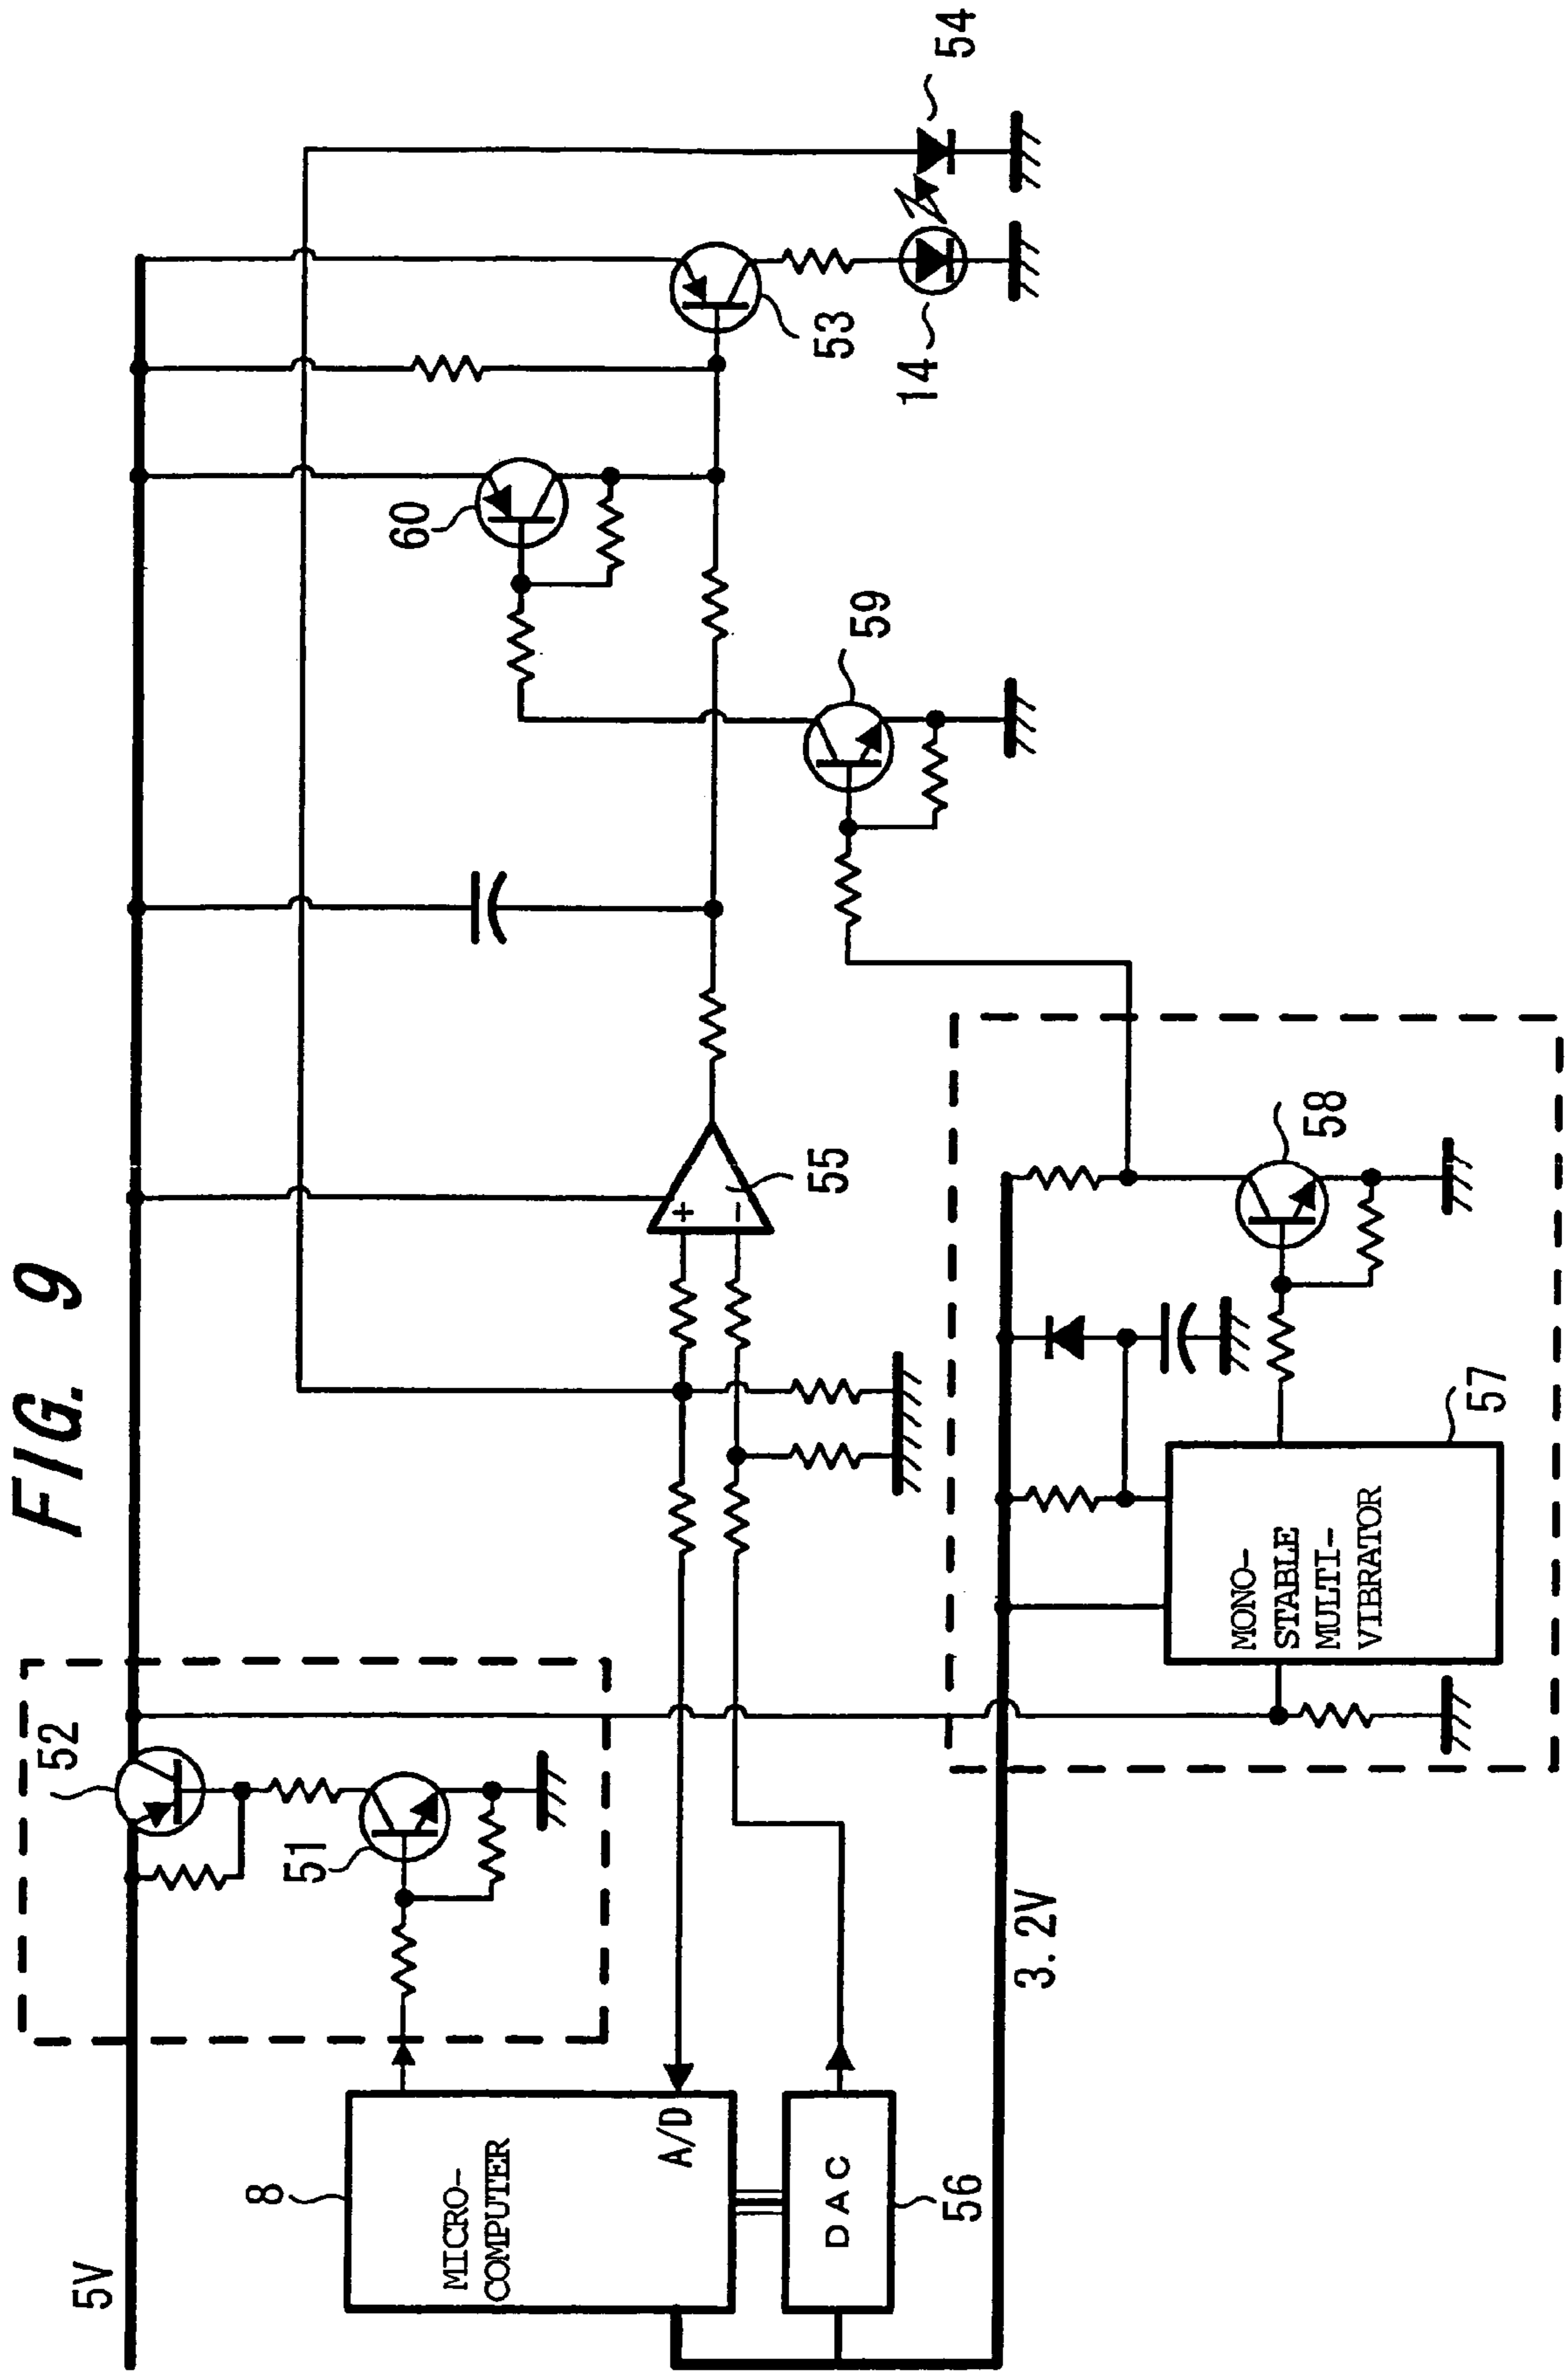 FIG. 9
5V
52
51
8
MICRO-
COMPUTER
A/D
DAC
56
3.2V
55
60
53
14
54
59
58
57
MONO-
STABLE
MULTI-
VIBRATOR